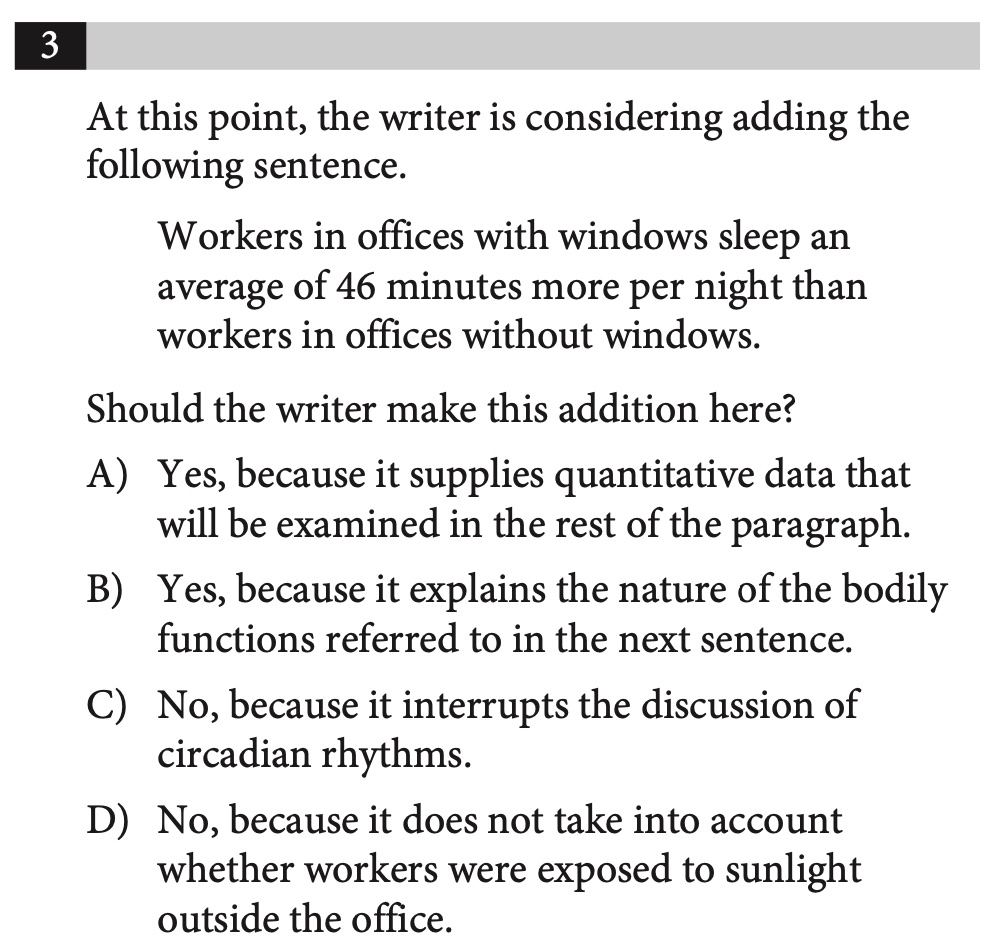 3
At this point, the writer is considering adding the
following sentence.
Workers in offices with windows sleep an
average of 46 minutes more per night than
workers in offices without windows.
Should the writer make this addition here?
A) Yes, because it supplies quantitative data that
will be examined in the rest of the paragraph.
B) Yes, because it explains the nature of the bodily
functions referred to in the next sentence.
C) No, because it interrupts the discussion of
circadian rhythms.
D) No, because it does not take into account
whether workers were exposed to sunlight
outside the office.